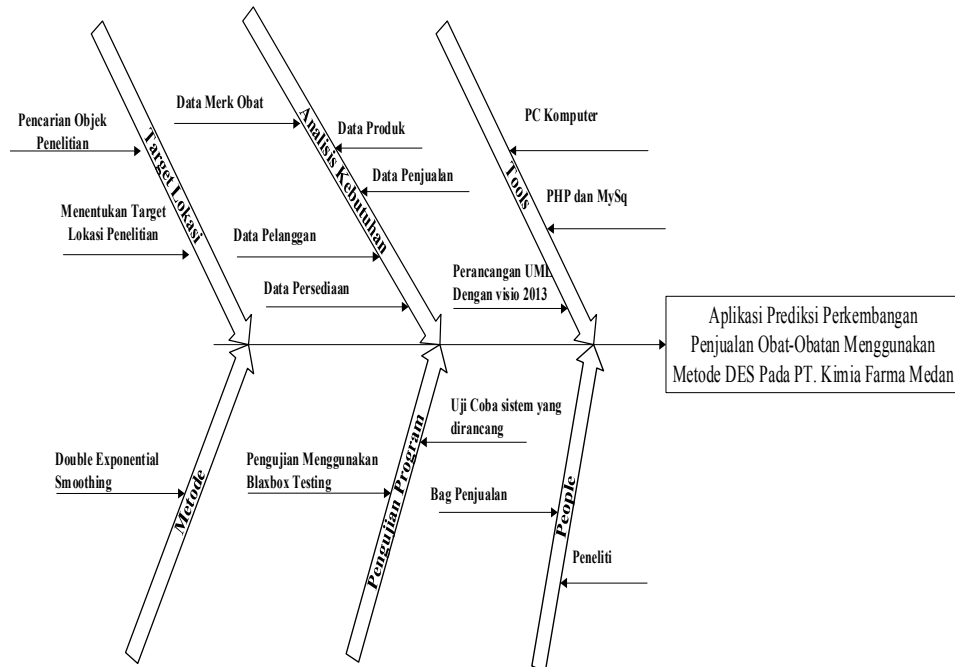 Pencarian Objek
Penelitian
Target Lokasi
Menentukan Target
Lokasi Penelitian
Data Merk Obat
Analisis Kebutuhan
Data Produk
Data Penjualan
Data Pelanggan
Data Persediaan
PC Komputer
Tools
PHP dan MySq
Perancangan UML
Dengan visio 2013
Aplikasi Prediksi Perkembangan
Penjualan Obat-Obatan Menggunakan
Metode DES Pada PT. Kimia Farma Medan
Double Exponential
Smoothing
Metode
Uji Coba sistem yang
dirancang
Pengujian Menggunakan
Blaxbox Testing
Pengujian Program
Bag Penjualan
People
Peneliti